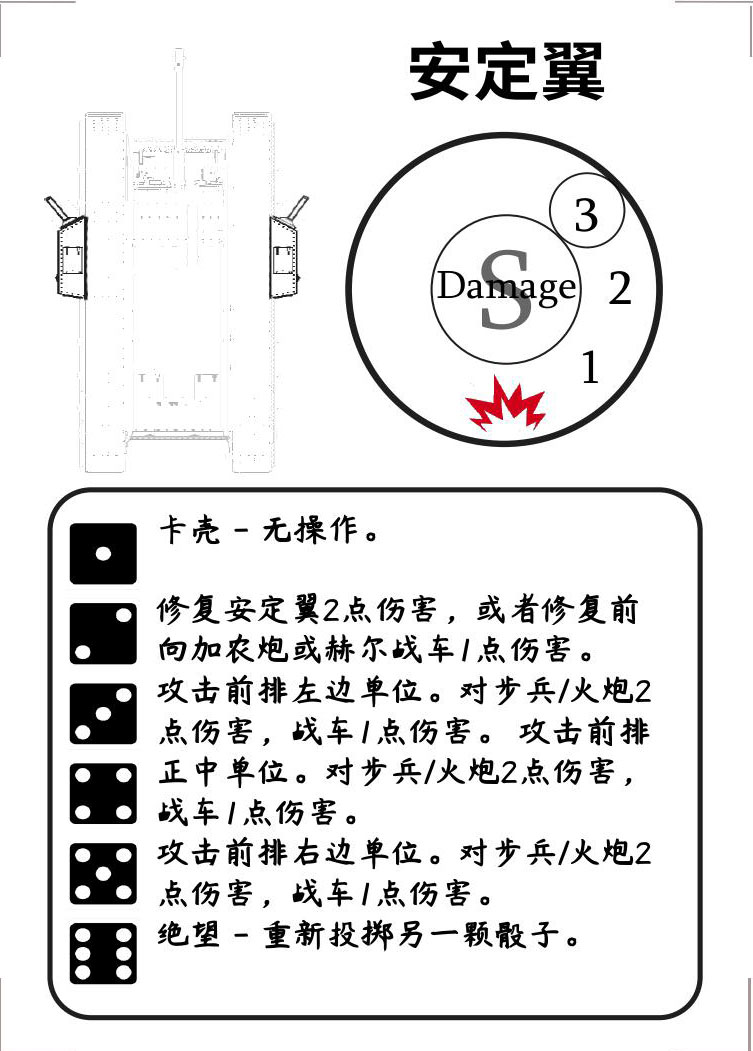 安定翼
3
Damage
S
2
1
卡壳 - 无操作。
修复安定翼2点伤害，或者修复前
向加农炮或赫尔战车1点伤害。
攻击前排左边单位。对步兵/火炮2
点伤害，战车1点伤害。 攻击前排
正中单位。对步兵/火炮2点伤害，
战车1点伤害。
攻击前排右边单位。对步兵/火炮2
点伤害，战车1点伤害。
绝望 - 重新投掷另一颗骰子。